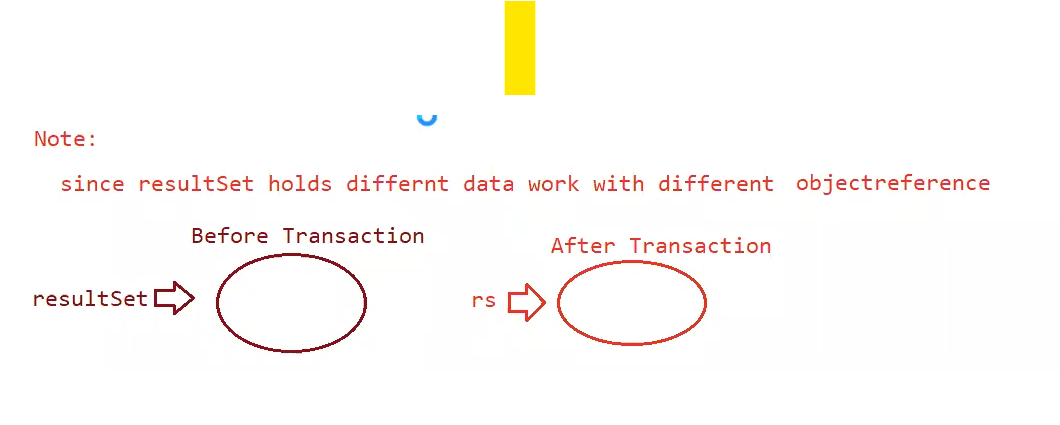 Note:
since resultSet holds differnt data work with different objectreference
Before Transaction
After Transaction
resultSet
rs